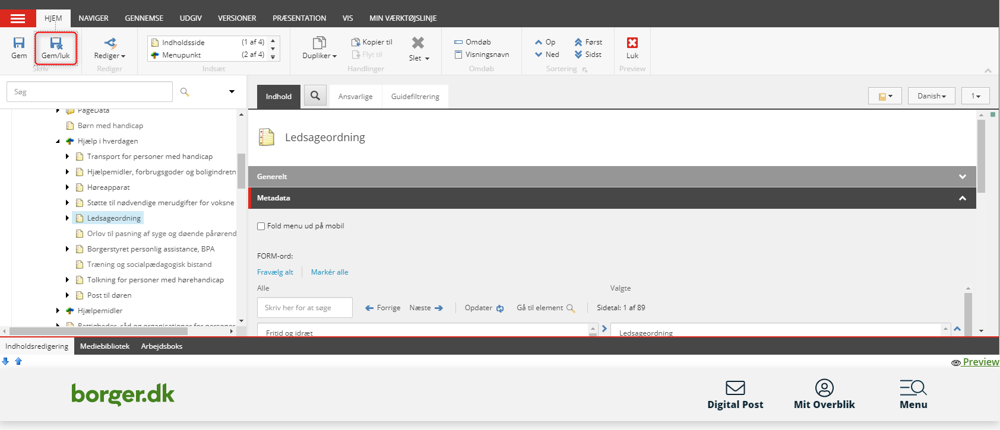 HJEM NAVIGER GENNEMSE UDGIV VERSIONER PRÆSENTATION VIS MIN VÆRKTØJSLINJE
Gem
Gem/luk
Skriv
Rediger
Rediger
Indholdsside (1 af 4)
Menupunkt (2 af 4)
Indsæt
Dupliker
Kopier til
Flyt til
Slet
Handlinger
Omdøb
Visningsnavn
Omdøb
Op
Ned
Først
Sidst
Sortering
Luk
Preview
Søg
PageData
Børn med handicap
Hjælp i hverdagen
Transport for personer med handicap
Hjælpemidler, forbrugsgoder og boligindretn
Høreapparat
Støtte til nødvendige merudgifter for voksne
Ledsageordning
Orlov til pasning af syge og døende pårørend
Borgerstyret personlig assistance, BPA
Træning og socialpædagogisk bistand
Tolkning for personer med hørehandicap
Post til døren
Hjælpemidler
Rettigheder, råd og organisationer for personer
Indhold Ansvarlige Guidefiltrering Danish 1
Ledsageordning
Generelt
Metadata
Fold menu ud på mobil
FORM-ord:
Fravælg alt Markér alle
Alle Valgte
Skriv her for at søge Forrige Næste Opdater Gå til element Sidetal: 1 af 89
Fritid og idræt Ledsageordning
Indholdsredigering Mediebibliotek Arbejdsboks
Preview
borger.dk
Digital Post Mit Overblik Menu